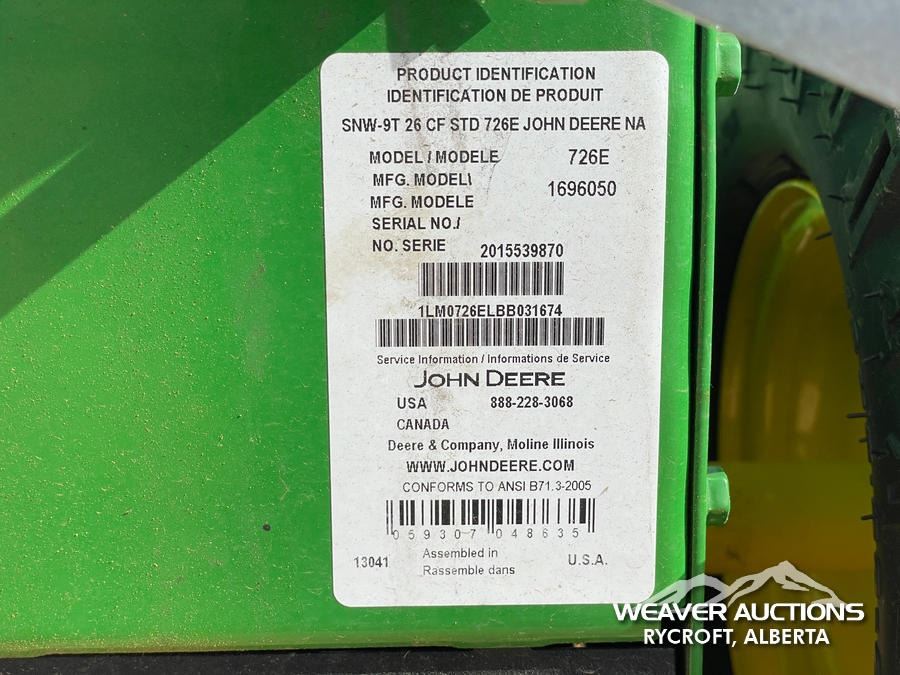 PRODUCT IDENTIFICATION
IDENTIFICATION DE PRODUIT
SNW-9T 26 CF STD 726E JOHN DEERE NA
MODEL / MODELE 726E
MFG. MODEL\ 1696050
MFG. MODELE
SERIAL NO./
NO. SERIE 2015539870
1LM0726ELBB031674
Service Information / Informations de Service
JOHN DEERE
USA 888-228-3068
CANADA
Deere & Company, Moline Illinois
WWW.JOHNDEERE.COM
CONFORMS TO ANSI B71.3-2005
0 59307 04863 5
13041 Assembled in U.S.A.
Rassemble dans
WEAVER AUCTIONS
RYCROFT, ALBERTA